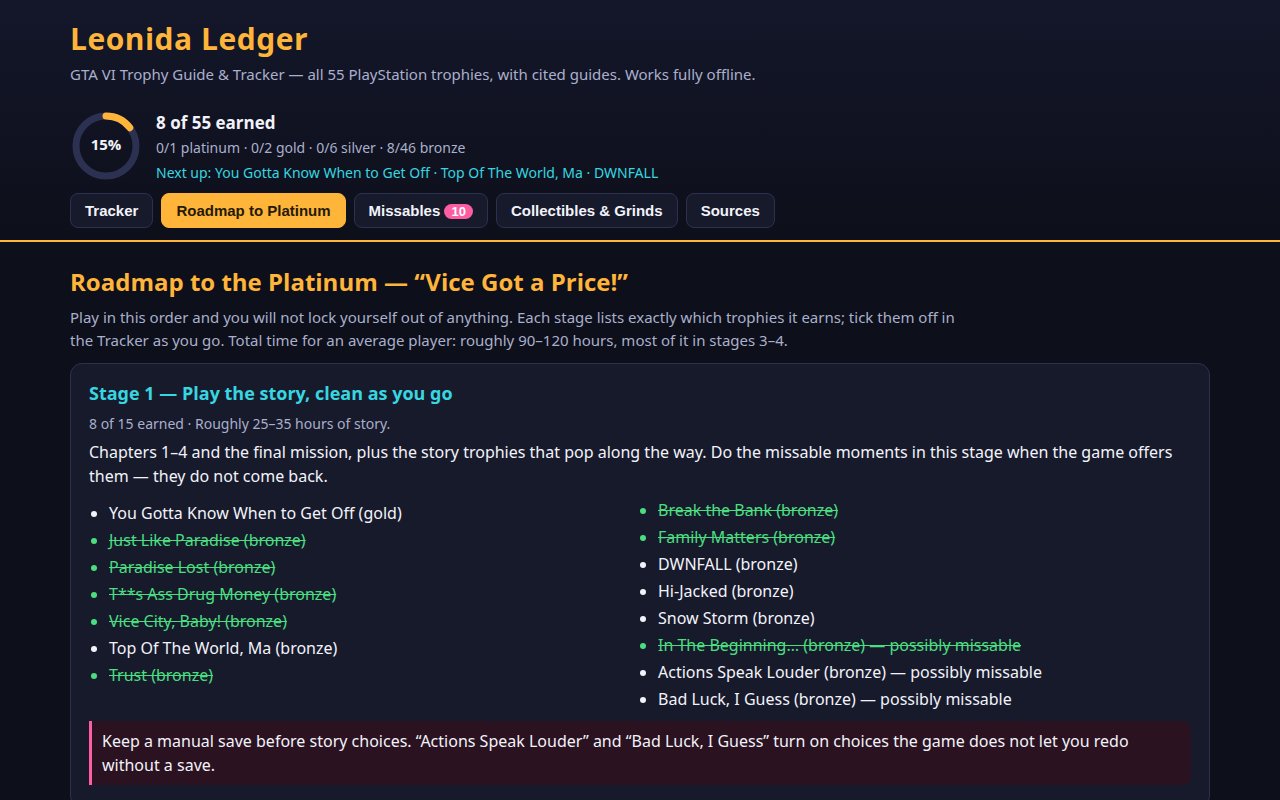 Leonida Ledger
GTA VI Trophy Guide & Tracker — all 55 PlayStation trophies, with cited guides. Works fully offline.
15%
8 of 55 earned
0/1 platinum · 0/2 gold · 0/6 silver · 8/46 bronze
Next up: You Gotta Know When to Get Off · Top Of The World, Ma · DWNFALL
Tracker
Roadmap to Platinum
Missables 10
Collectibles & Grinds
Sources
Roadmap to the Platinum — “Vice Got a Price!”
Play in this order and you will not lock yourself out of anything. Each stage lists exactly which trophies it earns; tick them off in
the Tracker as you go. Total time for an average player: roughly 90–120 hours, most of it in stages 3–4.
Stage 1 — Play the story, clean as you go
8 of 15 earned · Roughly 25–35 hours of story.
Chapters 1–4 and the final mission, plus the story trophies that pop along the way. Do the missable moments in this stage when the game offers
them — they do not come back.
You Gotta Know When to Get Off (gold)
Just Like Paradise (bronze)
Paradise Lost (bronze)
T**s Ass Drug Money (bronze)
Vice City, Baby! (bronze)
Top Of The World, Ma (bronze)
Trust (bronze)
Break the Bank (bronze)
Family Matters (bronze)
DWNFALL (bronze)
Hi-Jacked (bronze)
Snow Storm (bronze)
In The Beginning... (bronze) — possibly missable
Actions Speak Louder (bronze) — possibly missable
Bad Luck, I Guess (bronze) — possibly missable
Keep a manual save before story choices. “Actions Speak Louder” and “Bad Luck, I Guess” turn on choices the game does not let you redo
without a save.